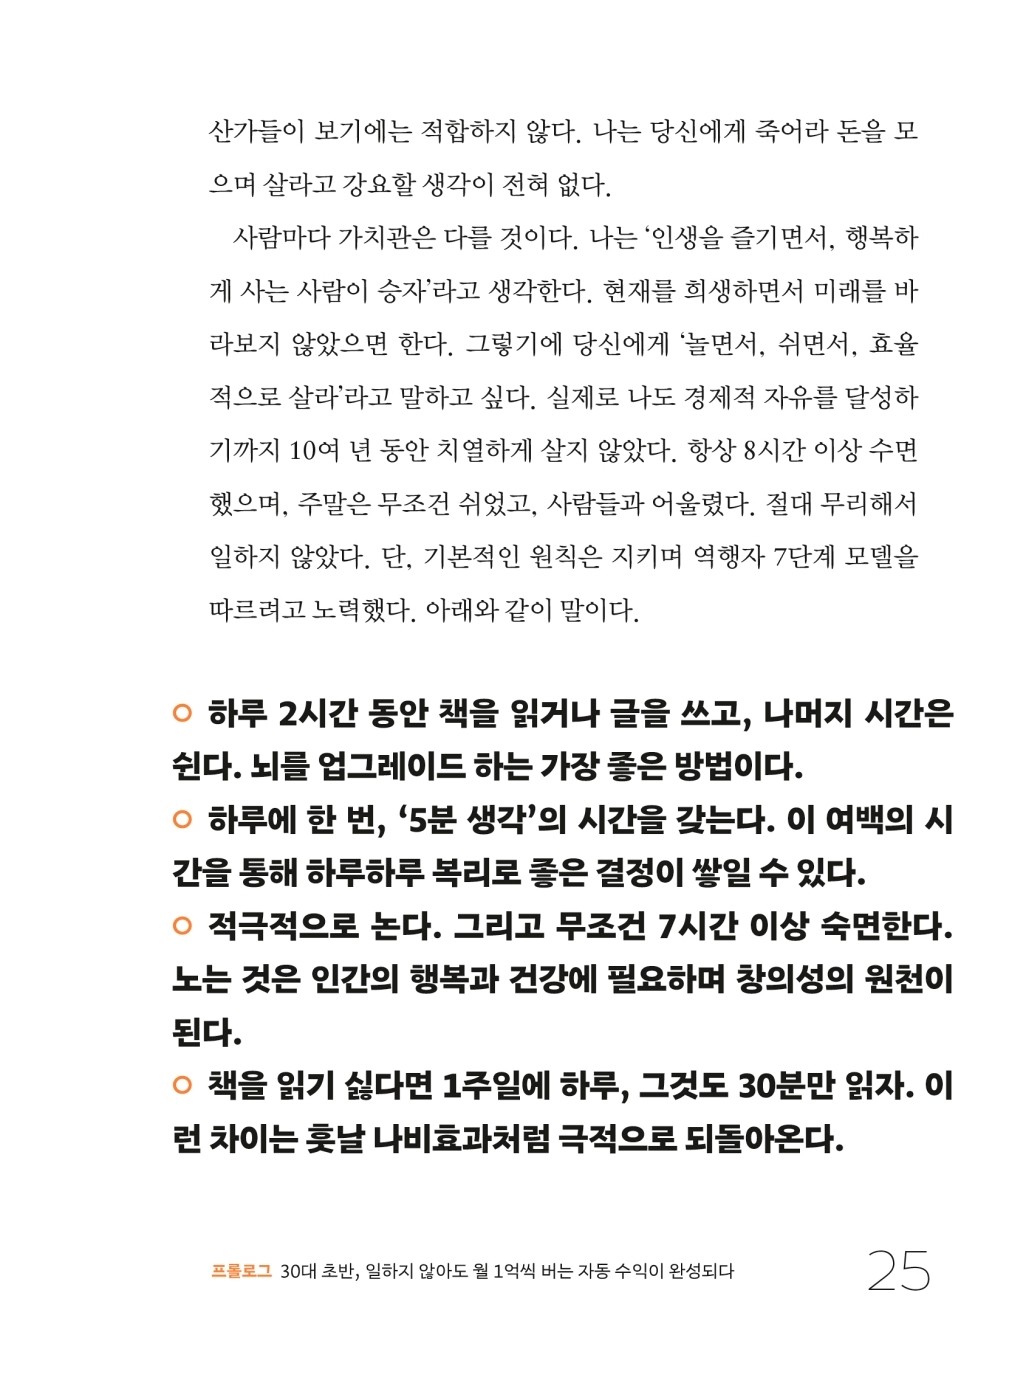 산가들이 보기에는 적합하지 않다. 나는 당신에게 죽어라 돈을 모
으며 살라고 강요할 생각이 전혀 없다.
사람마다 가치관은 다를 것이다. 나는 ‘인생을 즐기면서, 행복하
게 사는 사람이 승자’라고 생각한다. 현재를 희생하면서 미래를 바
라보지 않았으면 한다. 그렇기에 당신에게 ‘놀면서, 쉬면서, 효율
적으로 살라’라고 말하고 싶다. 실제로 나도 경제적 자유를 달성하
기까지 10여 년 동안 치열하게 살지 않았다. 항상 8시간 이상 수면
했으며, 주말은 무조건 쉬었고, 사람들과 어울렸다. 절대 무리해서
일하지 않았다. 단, 기본적인 원칙은 지키며 역행자 7단계 모델을
따르려고 노력했다. 아래와 같이 말이다.
○ 하루 2시간 동안 책을 읽거나 글을 쓰고, 나머지 시간은
쉰다. 뇌를 업그레이드 하는 가장 좋은 방법이다.
○ 하루에 한 번, ‘5분 생각’의 시간을 갖는다. 이 여백의 시
간을 통해 하루하루 복리로 좋은 결정이 쌓일 수 있다.
○ 적극적으로 논다. 그리고 무조건 7시간 이상 숙면한다.
노는 것은 인간의 행복과 건강에 필요하며 창의성의 원천이
된다.
○ 책을 읽기 싫다면 1주일에 하루, 그것도 30분만 읽자. 이
런 차이는 훗날 나비효과처럼 극적으로 되돌아온다.
프롤로그 30대 초반, 일하지 않아도 월 1억씩 버는 자동 수익이 완성되다 25